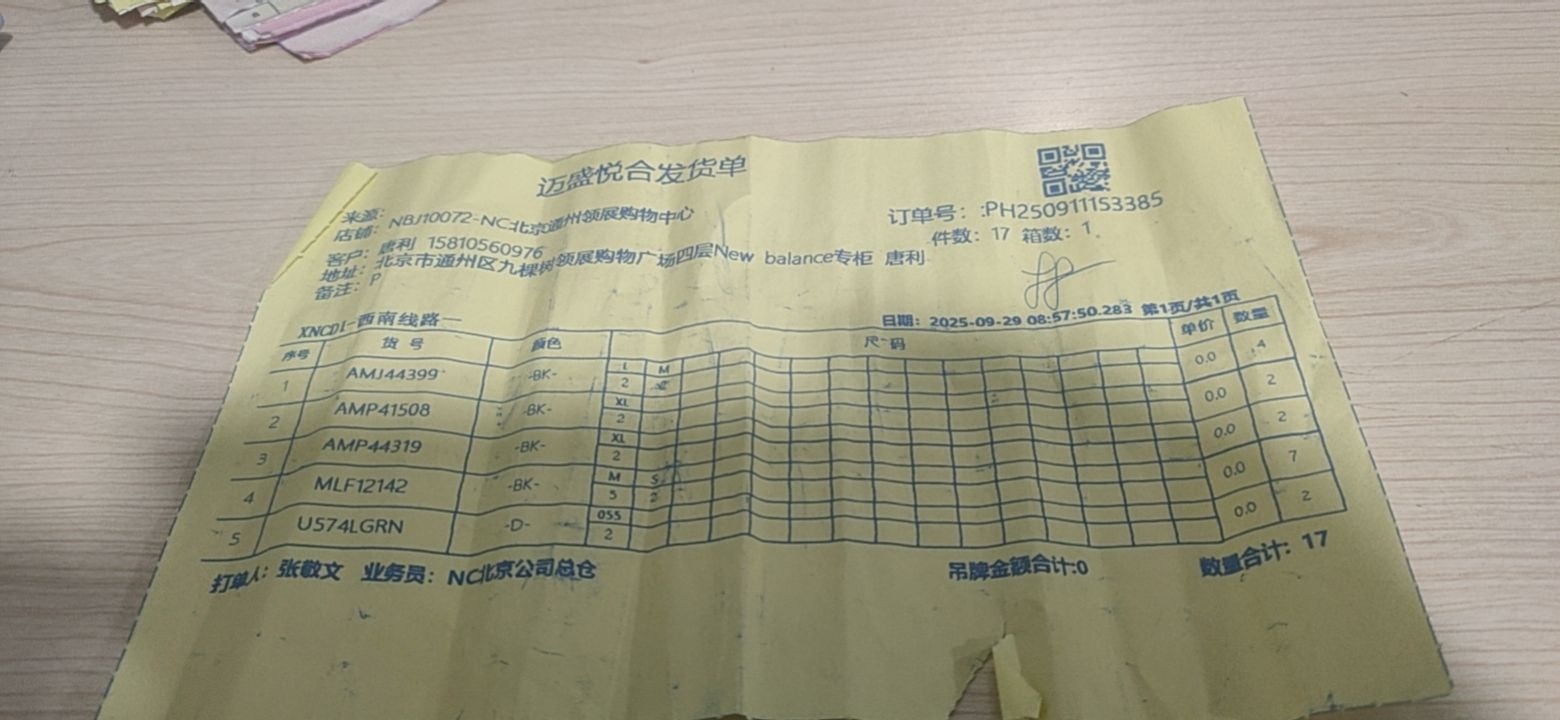 迈盛悦合发货单
来源:
店铺: NBJ10072-NC北京通州领展购物中心
订单号: :PH250911153385
客户: 唐利 15810560976
件数: 17 箱数: 1
地址: 北京市通州区九棵树领展购物广场四层New balance专柜 唐利
备注: P
XNCD1-西南线路一
日期: 2025-09-29 08:57:50.283 第1页/共1页
序号 货号 颜色 尺码 单价 数量
L M
1 AMJ44399 -BK- 2 0.0 4
XL
2 AMP41508 -BK- 2 0.0 2
XL
3 AMP44319 -BK- 2 0.0 2
M S
4 MLF12142 -BK- 5 2 0.0 7
055
5 U574LGRN -D- 2 0.0 2
打单人: 张敬文 业务员: NC北京公司总仓 吊牌金额合计:0 数量合计: 17